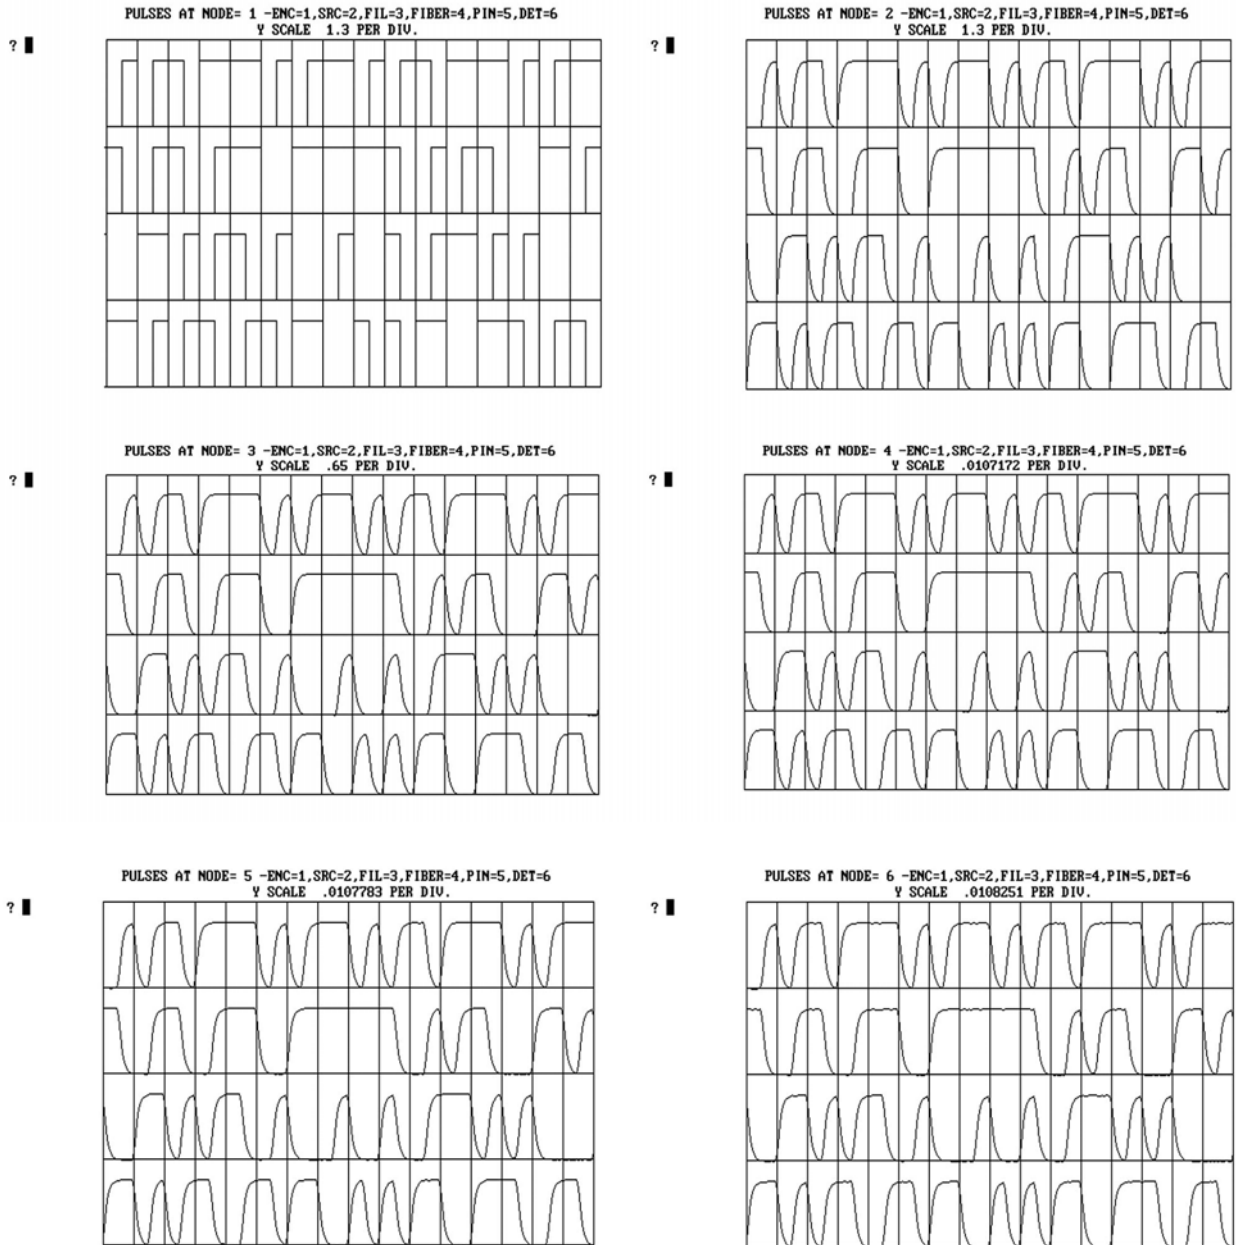 PULSES AT NODE= 1 -ENC=1,SRC=2,FIL=3,FIBER=4,PIN=5,DET=6
Y SCALE 1.3 PER DIV.
?
PULSES AT NODE= 2 -ENC=1,SRC=2,FIL=3,FIBER=4,PIN=5,DET=6
Y SCALE 1.3 PER DIV.
?
PULSES AT NODE= 3 -ENC=1,SRC=2,FIL=3,FIBER=4,PIN=5,DET=6
Y SCALE .65 PER DIV.
?
PULSES AT NODE= 4 -ENC=1,SRC=2,FIL=3,FIBER=4,PIN=5,DET=6
Y SCALE .0107172 PER DIV.
?
PULSES AT NODE= 5 -ENC=1,SRC=2,FIL=3,FIBER=4,PIN=5,DET=6
Y SCALE .0107783 PER DIV.
?
PULSES AT NODE= 6 -ENC=1,SRC=2,FIL=3,FIBER=4,PIN=5,DET=6
Y SCALE .0108251 PER DIV.
?